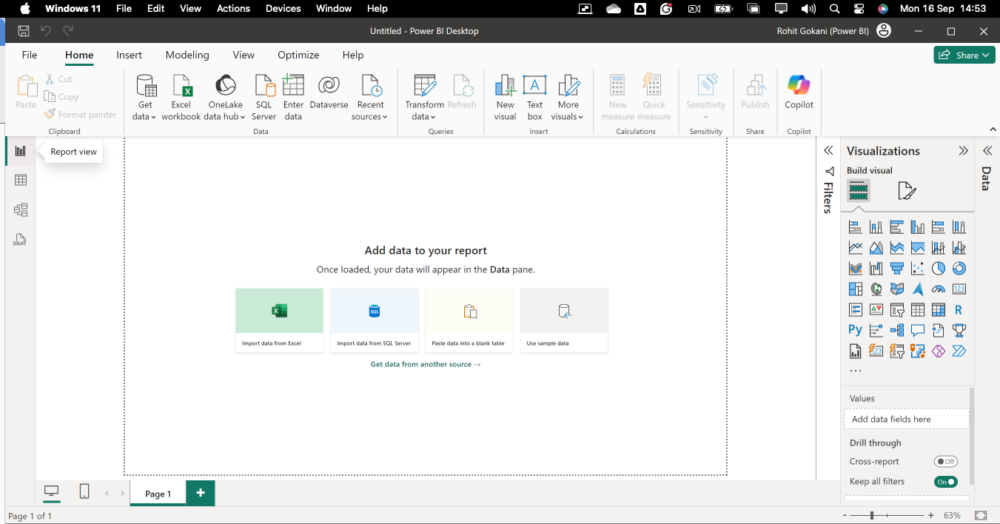 Windows 11 File Edit View Actions Devices Window Help Mon 16 Sep 14:53
Untitled - Power BI Desktop Rohit Gokani (Power BI)
File Home Insert Modeling View Optimize Help Share
Paste
Cut
Copy
Format painter
Clipboard
Get data
Excel workbook
OneLake data hub
SQL Server
Enter data
Dataverse
Recent sources
Data
Transform data
Refresh
Queries
New visual
Text box
More visuals
Insert
New measure
Quick measure
Calculations
Sensitivity
Sensitivity
Publish
Share
Copilot
Copilot
Report view
Add data to your report
Once loaded, your data will appear in the Data pane.
SQL
Import data from Excel
Import data from SQL Server
Paste data into a blank table
Use sample data
Get data from another source →
DAX
Filters
Visualizations
Build visual
123
R
Py
123
...
Values
Add data fields here
Drill through
Cross-report Off
Keep all filters On
Data
Page 1 +
Page 1 of 1
- + 63%